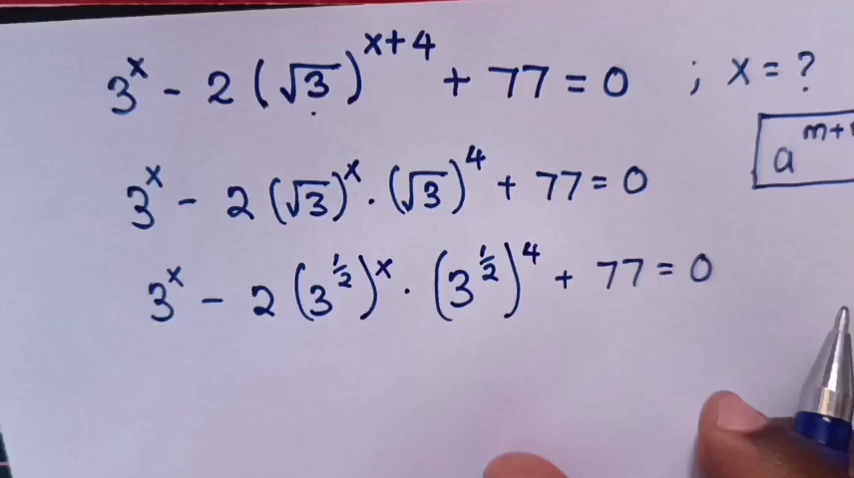 3^x - 2(√3)^(x+4) + 77 = 0 ; x = ?
3^x - 2(√3)^x · (√3)^4 + 77 = 0
a^m+
3^x - 2(3^(1/2))^x · (3^(1/2))^4 + 77 = 0